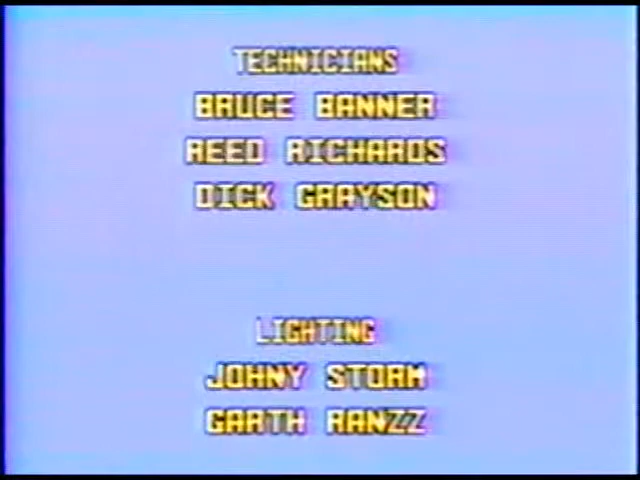 TECHNICIANS
BRUCE BANNER
REED RICHARDS
DICK GRAYSON
LIGHTING
JOHNY STORM
GARTH RANZZ